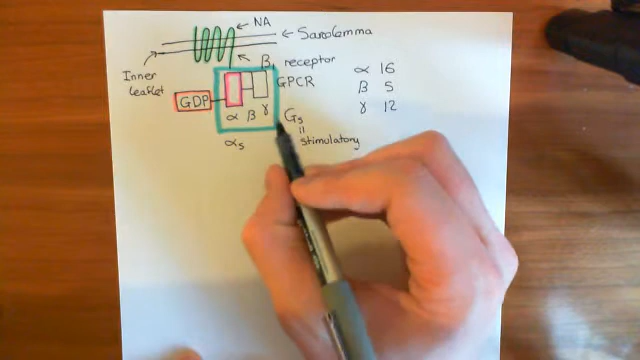 NA
Sarcolemma
Inner
leaflet
β₁ receptor
GPCR
GDP
α β γ
Gs
=
stimulatory
αs
α 16
β 5
γ 12